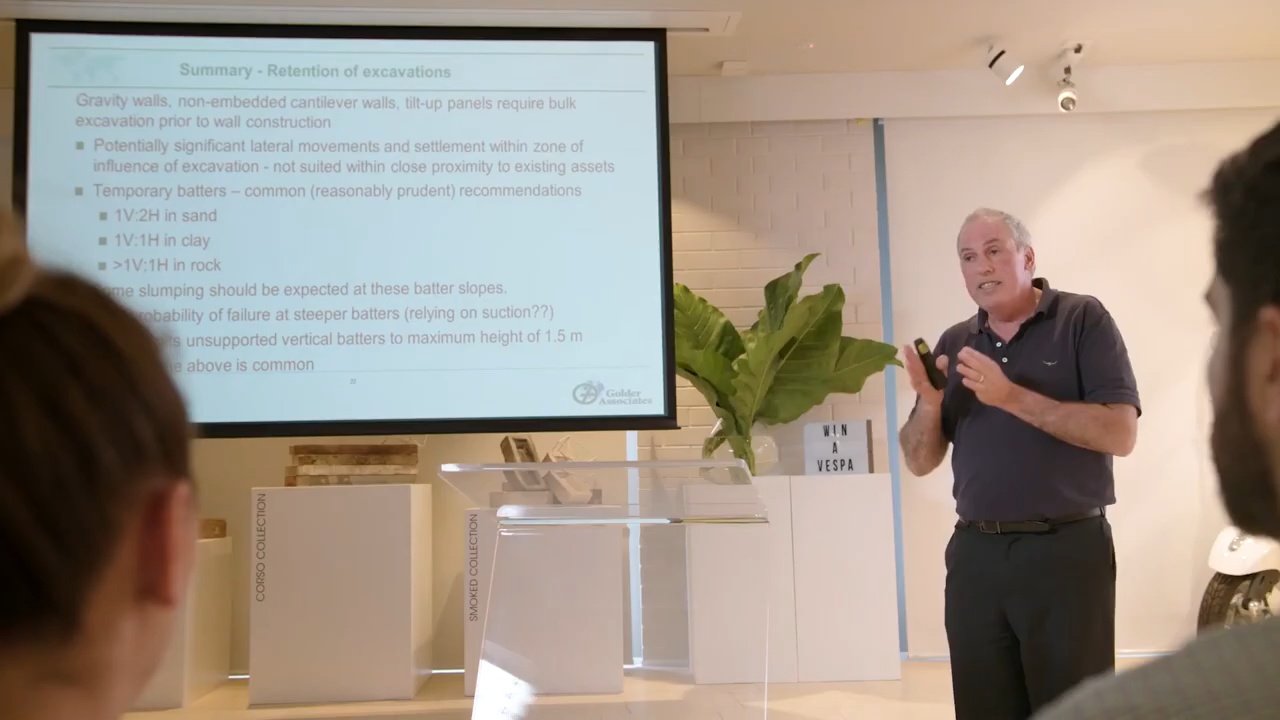 Summary - Retention of excavations
Gravity walls, non-embedded cantilever walls, tilt-up panels require bulk
excavation prior to wall construction
Potentially significant lateral movements and settlement within zone of
influence of excavation - not suited within close proximity to existing assets
Temporary batters – common (reasonably prudent) recommendations
1V:2H in sand
1V:1H in clay
>1V:1H in rock
slumping should be expected at these batter slopes.
of failure at steeper batters (relying on suction??)
unsupported vertical batters to maximum height of 1.5 m
above is common
Golder
Associates
WIN
A
VESPA
CORSO COLLECTION
SMOKED COLLECTION